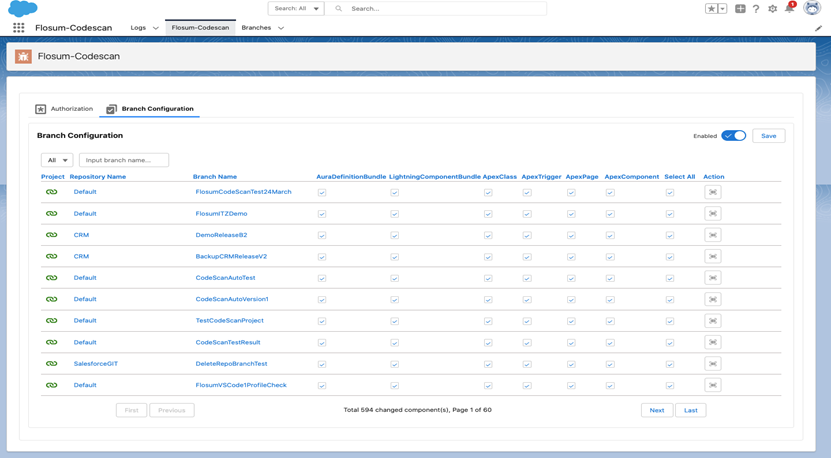 Search: All
Search...
1
Flosum-Codescan
Logs
Flosum-Codescan
Branches
Flosum-Codescan
Authorization
Branch Configuration
Branch Configuration
Enabled
Save
All
Input branch name...
Project Repository Name Branch Name AuraDefinitionBundle LightningComponentBundle ApexClass ApexTrigger ApexPage ApexComponent Select All Action
Default FlosumCodeScanTest24March
Default FlosumITZDemo
CRM DemoReleaseB2
CRM BackupCRMReleaseV2
Default CodeScanAutoTest
Default CodeScanAutoVersion1
Default TestCodeScanProject
Default CodeScanTestResult
SalesforceGIT DeleteRepoBranchTest
Default FlosumVSCode1ProfileCheck
First Previous Total 594 changed component(s), Page 1 of 60 Next Last